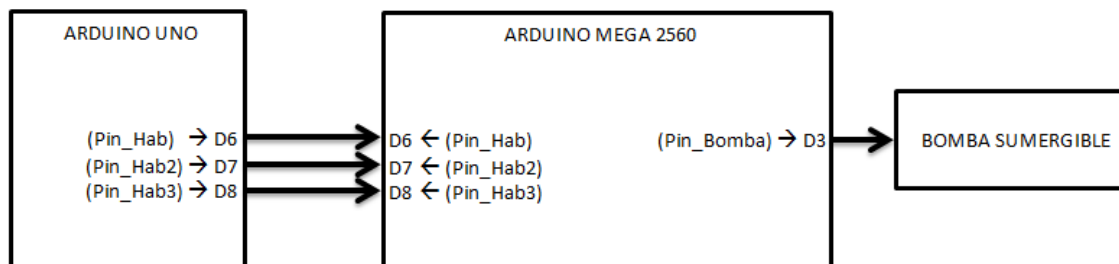 ARDUINO UNO
ARDUINO MEGA 2560
(Pin_Hab) → D6
D6 ← (Pin_Hab)
(Pin_Bomba) → D3
BOMBA SUMERGIBLE
(Pin_Hab2) → D7
D7 ← (Pin_Hab2)
(Pin_Hab3) → D8
D8 ← (Pin_Hab3)